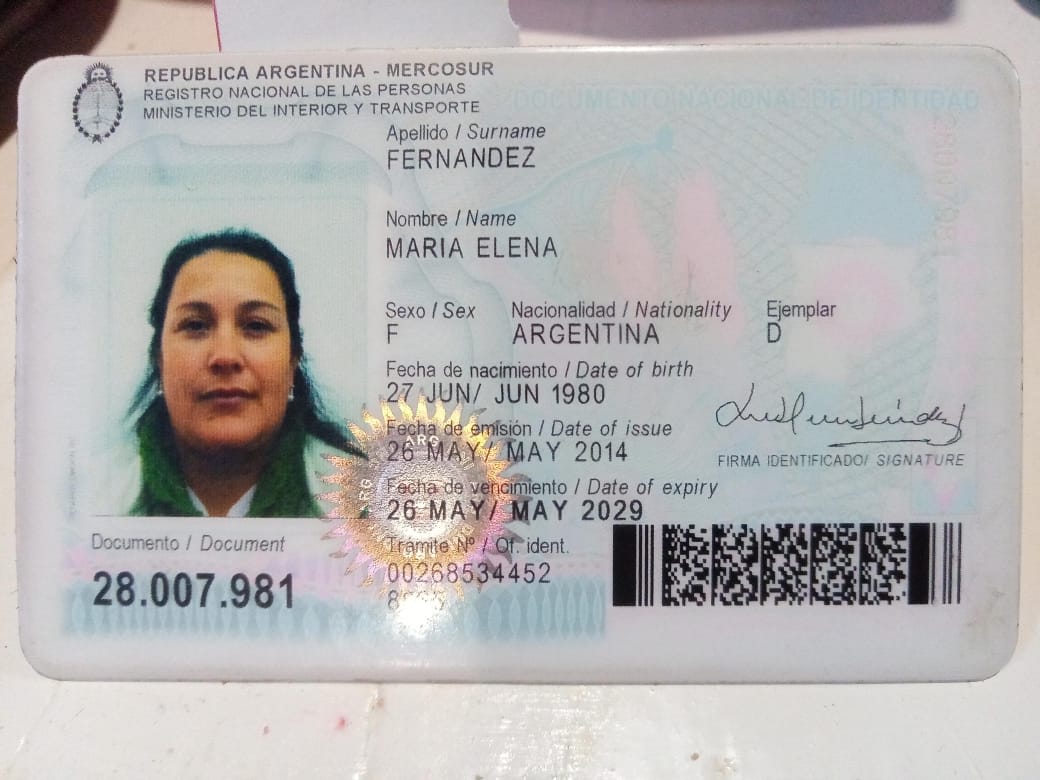 REPUBLICA ARGENTINA - MERCOSUR
REGISTRO NACIONAL DE LAS PERSONAS
MINISTERIO DEL INTERIOR Y TRANSPORTE
DOCUMENTO NACIONAL DE IDENTIDAD
Apellido / Surname
FERNANDEZ
Nombre / Name
MARIA ELENA
Sexo / Sex Nacionalidad / Nationality Ejemplar
F ARGENTINA D
Fecha de nacimiento / Date of birth
27 JUN/ JUN 1980
Fecha de emisión / Date of issue
26 MAY/ MAY 2014
FIRMA IDENTIFICADO/ SIGNATURE
Fecha de vencimiento / Date of expiry
26 MAY/ MAY 2029
Documento / Document
28.007.981
Trámite Nº / Of. ident.
00268534452
ARG
ARG